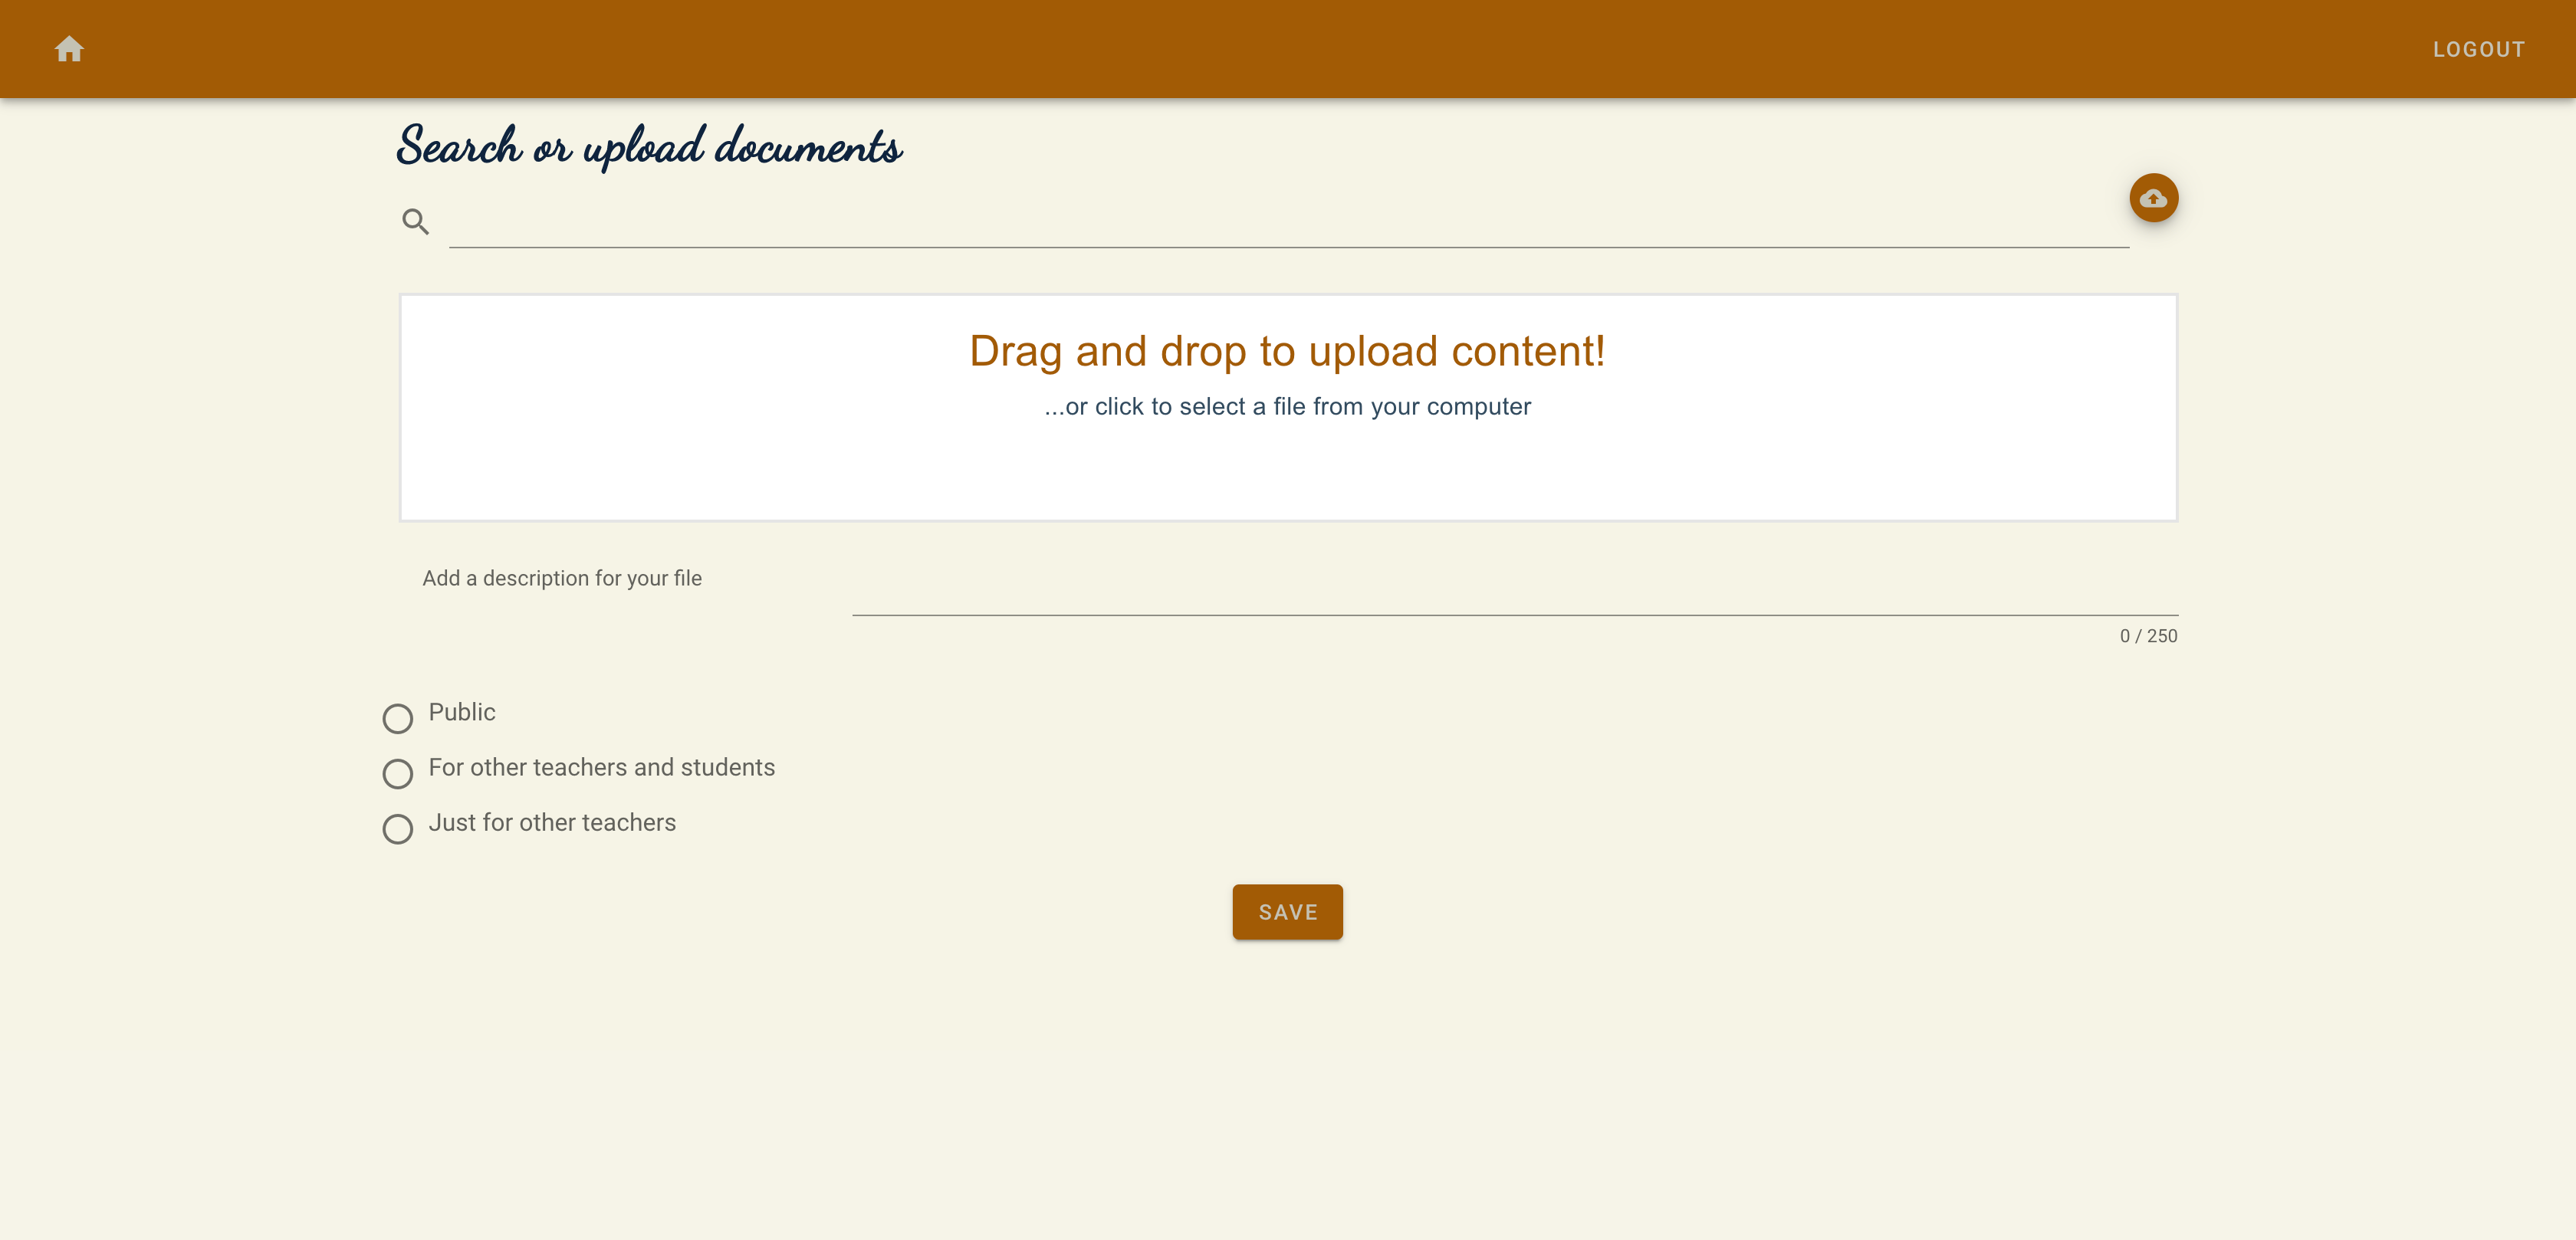 LOGOUT
Search or upload documents
Drag and drop to upload content!
...or click to select a file from your computer
Add a description for your file
0 / 250
Public
For other teachers and students
Just for other teachers
SAVE